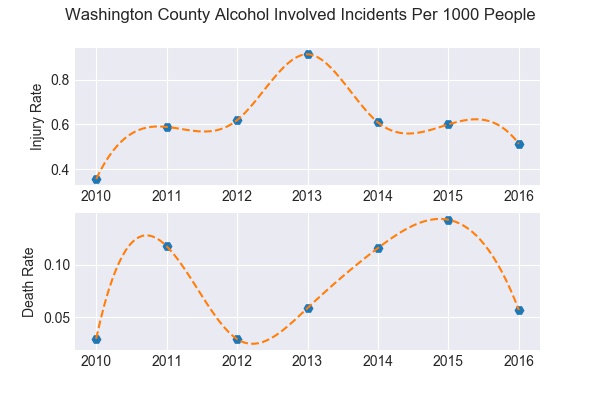 Washington County Alcohol Involved Incidents Per 1000 People
Injury Rate
0.8
0.6
0.4
2010 2011 2012 2013 2014 2015 2016
Death Rate
0.10
0.05
2010 2011 2012 2013 2014 2015 2016